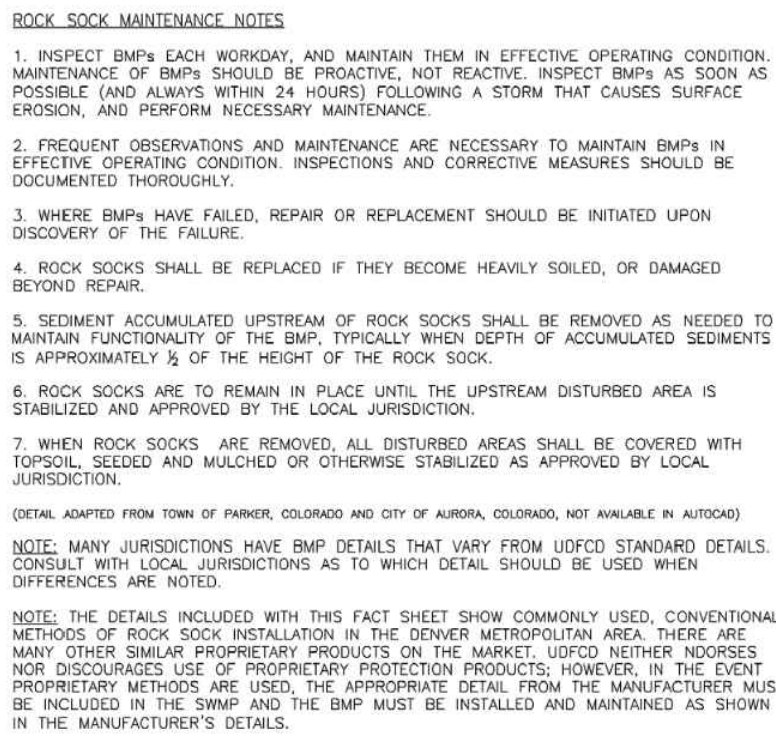 ROCK SOCK MAINTENANCE NOTES
1. INSPECT BMPs EACH WORKDAY, AND MAINTAIN THEM IN EFFECTIVE OPERATING CONDITION.
MAINTENANCE OF BMPs SHOULD BE PROACTIVE, NOT REACTIVE. INSPECT BMPs AS SOON AS
POSSIBLE (AND ALWAYS WITHIN 24 HOURS) FOLLOWING A STORM THAT CAUSES SURFACE
EROSION, AND PERFORM NECESSARY MAINTENANCE.
2. FREQUENT OBSERVATIONS AND MAINTENANCE ARE NECESSARY TO MAINTAIN BMPs IN
EFFECTIVE OPERATING CONDITION. INSPECTIONS AND CORRECTIVE MEASURES SHOULD BE
DOCUMENTED THOROUGHLY.
3. WHERE BMPs HAVE FAILED, REPAIR OR REPLACEMENT SHOULD BE INITIATED UPON
DISCOVERY OF THE FAILURE.
4. ROCK SOCKS SHALL BE REPLACED IF THEY BECOME HEAVILY SOILED, OR DAMAGED
BEYOND REPAIR.
5. SEDIMENT ACCUMULATED UPSTREAM OF ROCK SOCKS SHALL BE REMOVED AS NEEDED TO
MAINTAIN FUNCTIONALITY OF THE BMP, TYPICALLY WHEN DEPTH OF ACCUMULATED SEDIMENTS
IS APPROXIMATELY ½ OF THE HEIGHT OF THE ROCK SOCK.
6. ROCK SOCKS ARE TO REMAIN IN PLACE UNTIL THE UPSTREAM DISTURBED AREA IS
STABILIZED AND APPROVED BY THE LOCAL JURISDICTION.
7. WHEN ROCK SOCKS ARE REMOVED, ALL DISTURBED AREAS SHALL BE COVERED WITH
TOPSOIL, SEEDED AND MULCHED OR OTHERWISE STABILIZED AS APPROVED BY LOCAL
JURISDICTION.
(DETAIL ADAPTED FROM TOWN OF PARKER, COLORADO AND CITY OF AURORA, COLORADO, NOT AVAILABLE IN AUTOCAD)
NOTE: MANY JURISDICTIONS HAVE BMP DETAILS THAT VARY FROM UDFCD STANDARD DETAILS.
CONSULT WITH LOCAL JURISDICTIONS AS TO WHICH DETAIL SHOULD BE USED WHEN
DIFFERENCES ARE NOTED.
NOTE: THE DETAILS INCLUDED WITH THIS FACT SHEET SHOW COMMONLY USED, CONVENTIONAL
METHODS OF ROCK SOCK INSTALLATION IN THE DENVER METROPOLITAN AREA. THERE ARE
MANY OTHER SIMILAR PROPRIETARY PRODUCTS ON THE MARKET. UDFCD NEITHER NDORSES
NOR DISCOURAGES USE OF PROPRIETARY PROTECTION PRODUCTS; HOWEVER, IN THE EVENT
PROPRIETARY METHODS ARE USED, THE APPROPRIATE DETAIL FROM THE MANUFACTURER MUS
BE INCLUDED IN THE SWMP AND THE BMP MUST BE INSTALLED AND MAINTAINED AS SHOWN
IN THE MANUFACTURER'S DETAILS.